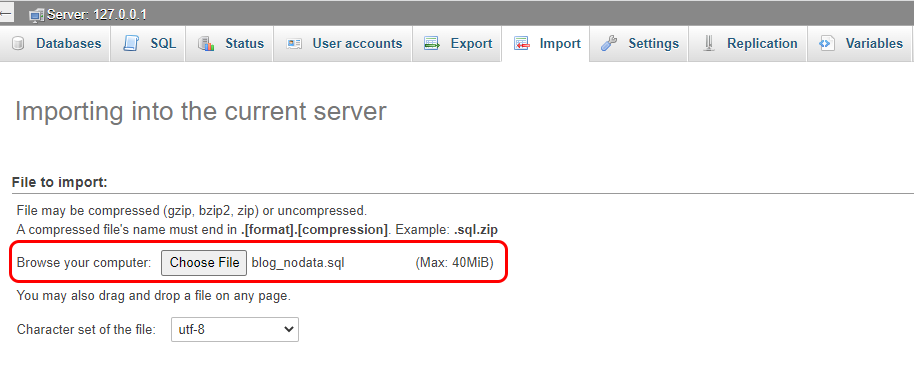 Server: 127.0.0.1
Databases SQL Status User accounts Export Import Settings Replication Variables
Importing into the current server
File to import:
File may be compressed (gzip, bzip2, zip) or uncompressed.
A compressed file's name must end in .[format].[compression]. Example: .sql.zip
Browse your computer: Choose File blog_nodata.sql (Max: 40MiB)
You may also drag and drop a file on any page.
Character set of the file: utf-8